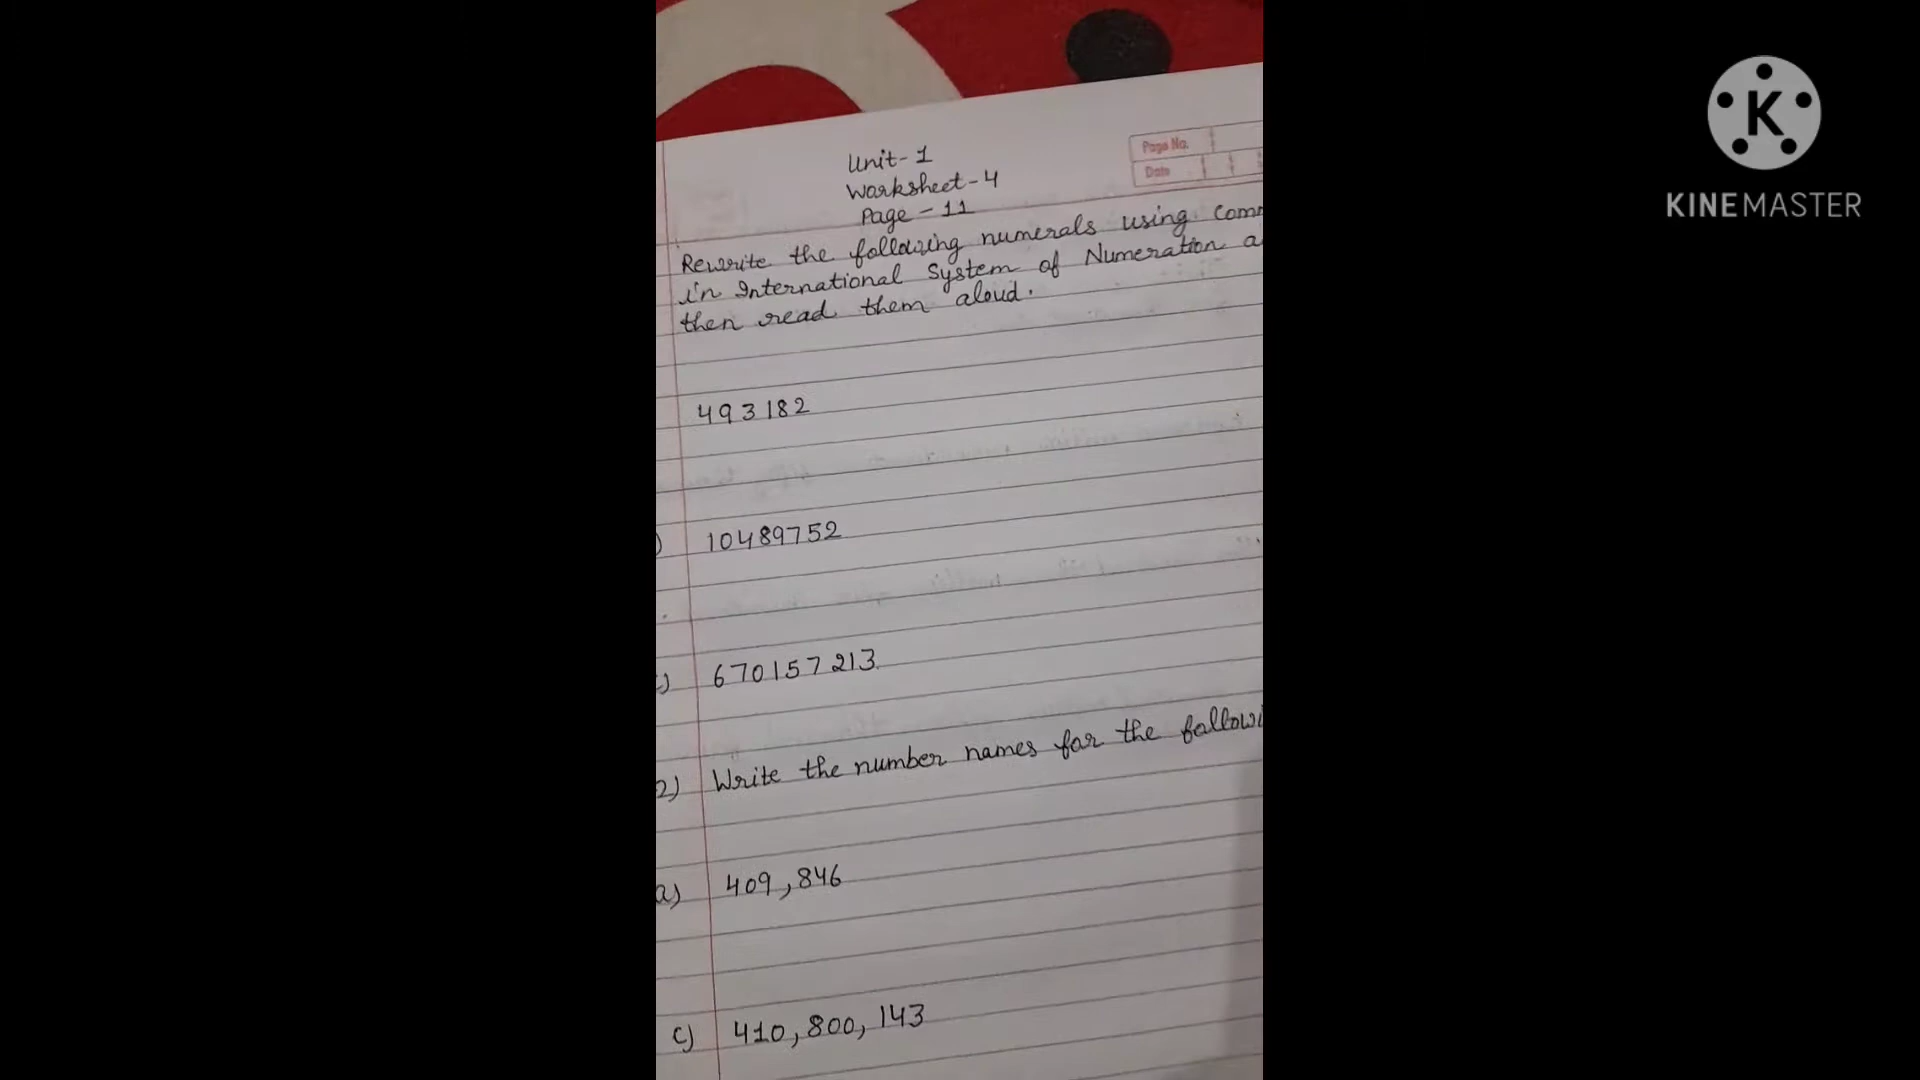 Unit-1
Worksheet-4
Page-11
Page No.
Date
Rewrite the following numerals using
in International System of Numeration
then read them aloud.
493182
10489752
670157213
2) Write the number names for the
a) 409,846
c) 410,800,143
K
KINEMASTER